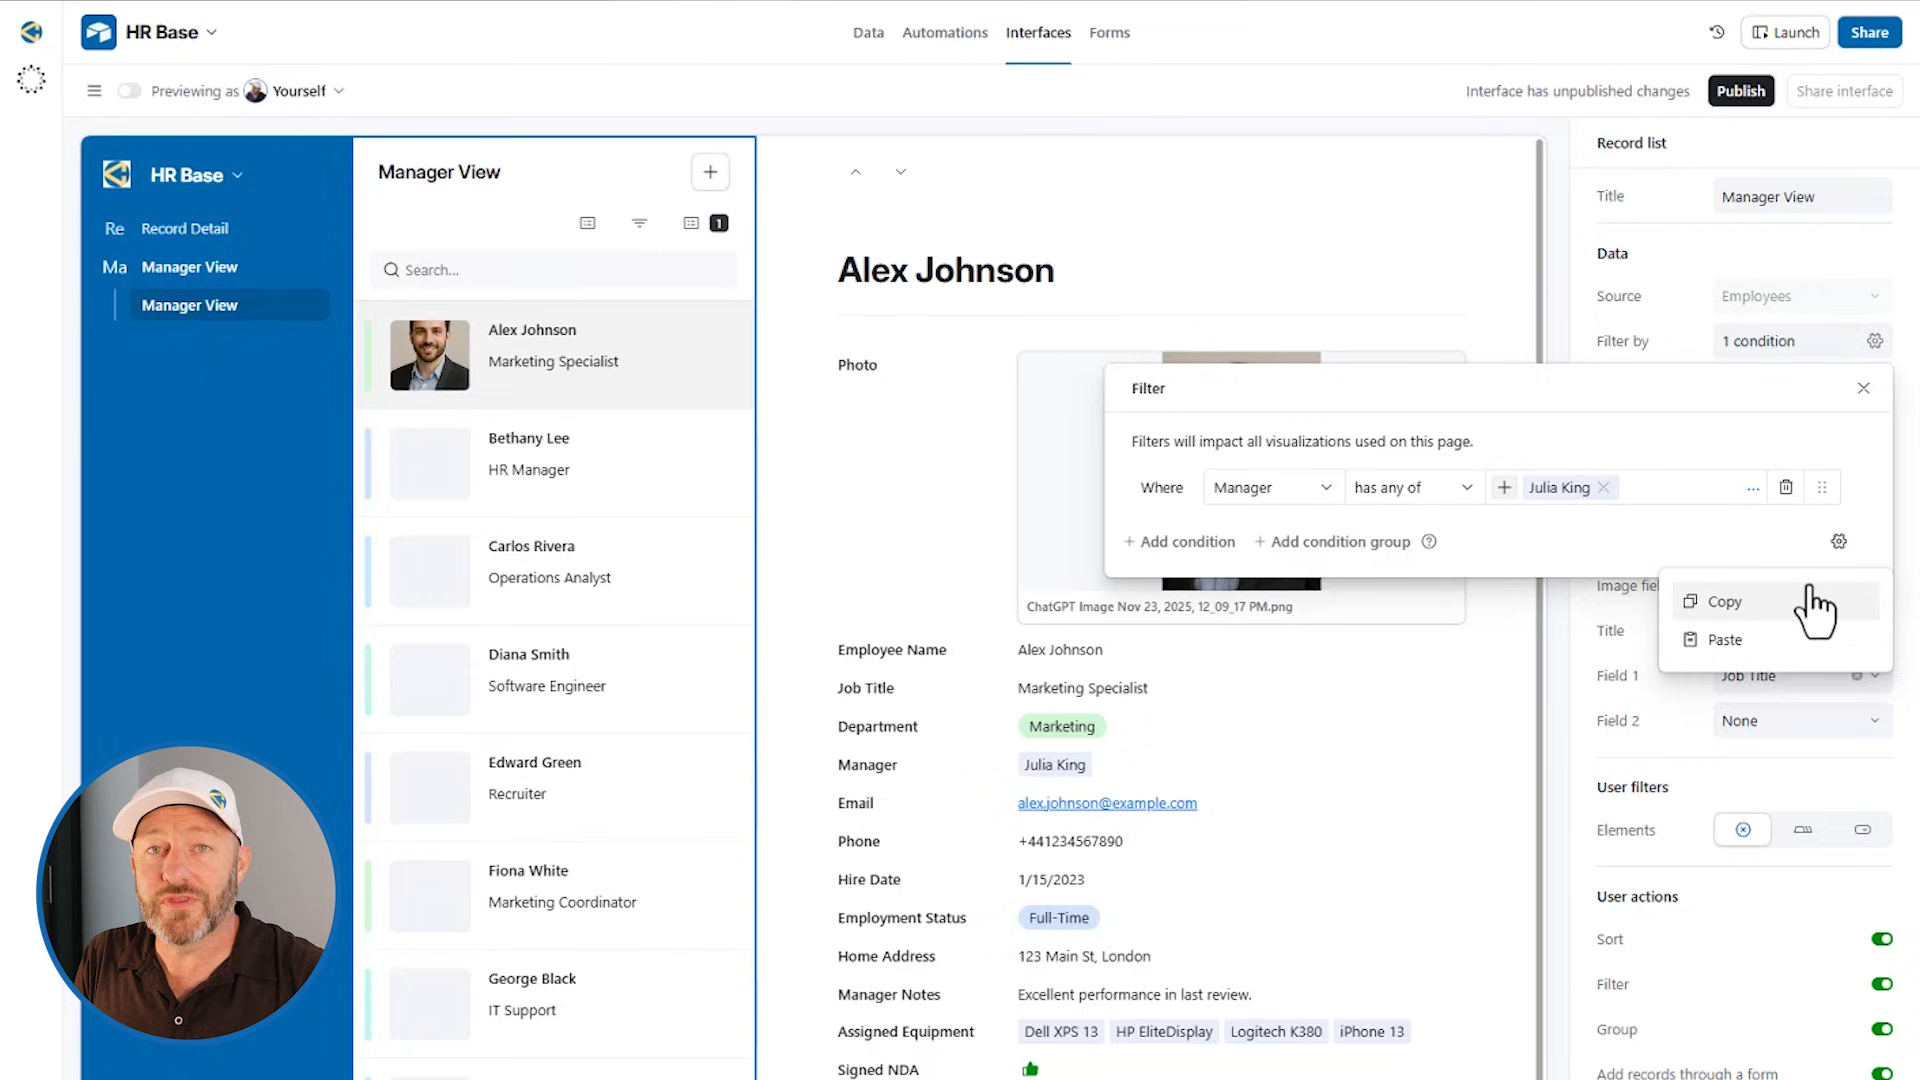 HR Base
Data Automations Interfaces Forms
Launch
Share
Previewing as Yourself
Interface has unpublished changes
Publish
Share interface
HR Base
Re Record Detail
Ma Manager View
Manager View
Manager View
1
Search...
Alex Johnson
Marketing Specialist
Bethany Lee
HR Manager
Carlos Rivera
Operations Analyst
Diana Smith
Software Engineer
Edward Green
Recruiter
Fiona White
Marketing Coordinator
George Black
IT Support
Alex Johnson
Photo
ChatGPT Image Nov 23, 2025, 12_09_17 PM.png
Employee Name Alex Johnson
Job Title Marketing Specialist
Department Marketing
Manager Julia King
Email alex.johnson@example.com
Phone +441234567890
Hire Date 1/15/2023
Employment Status Full-Time
Home Address 123 Main St, London
Manager Notes Excellent performance in last review.
Assigned Equipment Dell XPS 13 HP EliteDisplay Logitech K380 iPhone 13
Signed NDA
Filter
Filters will impact all visualizations used on this page.
Where Manager has any of Julia King ...
+ Add condition + Add condition group
Copy
Paste
Record list
Title Manager View
Data
Source Employees
Filter by 1 condition
Image fiel
Title
Field 1 Job Title
Field 2 None
User filters
Elements
User actions
Sort
Filter
Group
Add records through a form